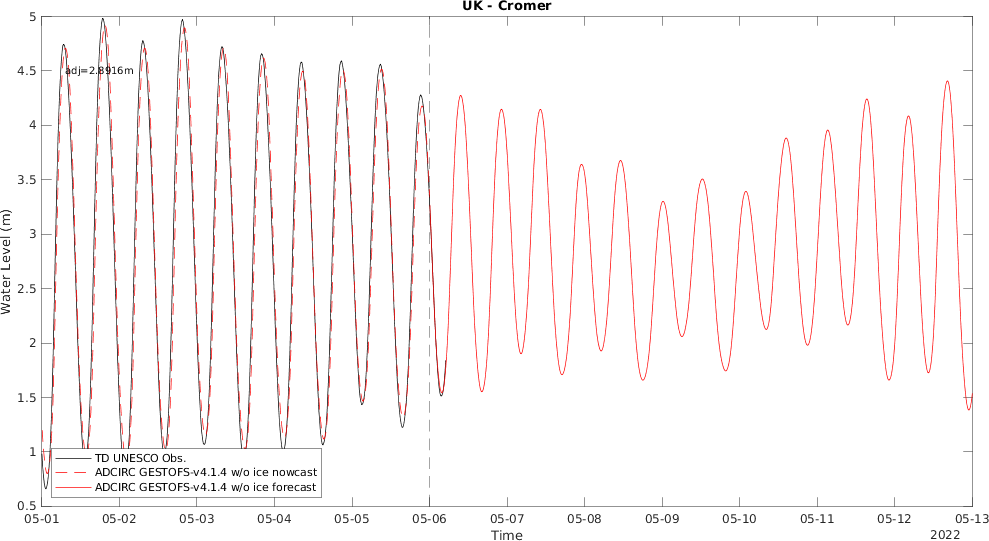 UK - Cromer
5
4.5
4
3.5
3
2.5
2
1.5
1
0.5
Water Level (m)
adj=2.8916m
TD UNESCO Obs.
ADCIRC GESTOFS-v4.1.4 w/o ice nowcast
ADCIRC GESTOFS-v4.1.4 w/o ice forecast
05-01 05-02 05-03 05-04 05-05 05-06 05-07 05-08 05-09 05-10 05-11 05-12 05-13
Time
2022